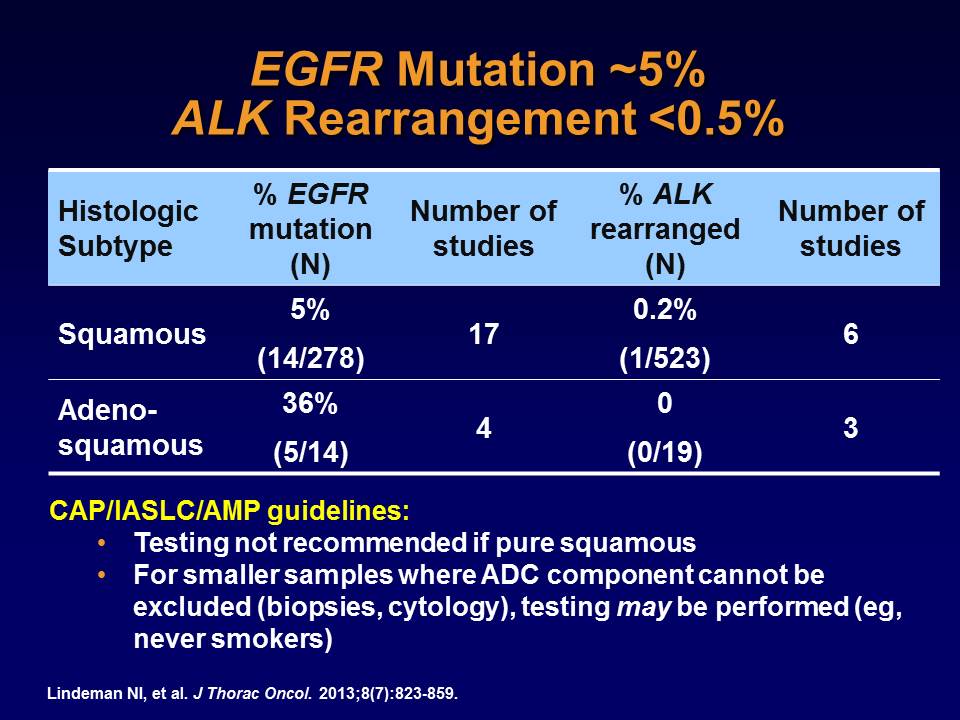 EGFR Mutation ~5%
ALK Rearrangement <0.5%
Histologic Subtype
% EGFR mutation (N)
Number of studies
% ALK rearranged (N)
Number of studies
Squamous
5%
(14/278)
17
0.2%
(1/523)
6
Adeno-
squamous
36%
(5/14)
4
0
(0/19)
3
CAP/IASLC/AMP guidelines:
• Testing not recommended if pure squamous
• For smaller samples where ADC component cannot be
excluded (biopsies, cytology), testing may be performed (eg,
never smokers)
Lindeman NI, et al. J Thorac Oncol. 2013;8(7):823-859.